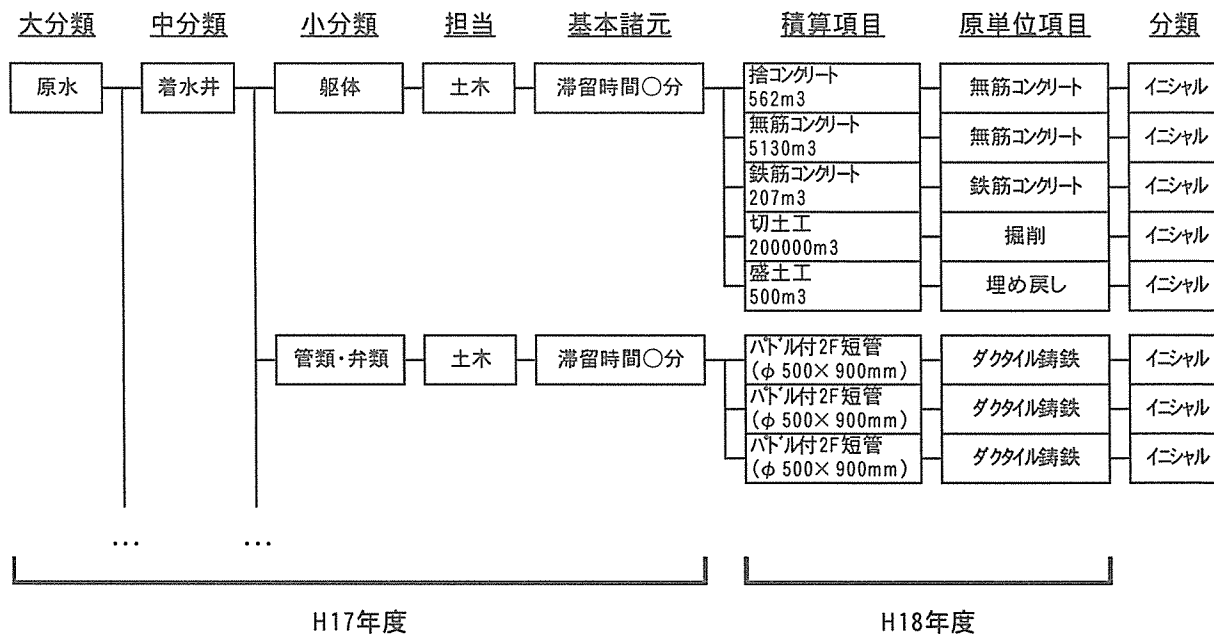 大分類 中分類 小分類 担当 基本諸元 積算項目 原単位項目 分類
原水 着水井 躯体 土木 滞留時間○分
捨コンクリート
562m3
無筋コンクリート イニシャル
無筋コンクリート
5130m3
無筋コンクリート イニシャル
鉄筋コンクリート
207m3
鉄筋コンクリート イニシャル
切土工
200000m3
掘削 イニシャル
盛土工
500m3
埋め戻し イニシャル
管類・弁類 土木 滞留時間○分
パドル付2F短管
(φ500×900mm)
ダクタイル鋳鉄 イニシャル
パドル付2F短管
(φ500×900mm)
ダクタイル鋳鉄 イニシャル
パドル付2F短管
(φ500×900mm)
ダクタイル鋳鉄 イニシャル
… …
H17年度 H18年度